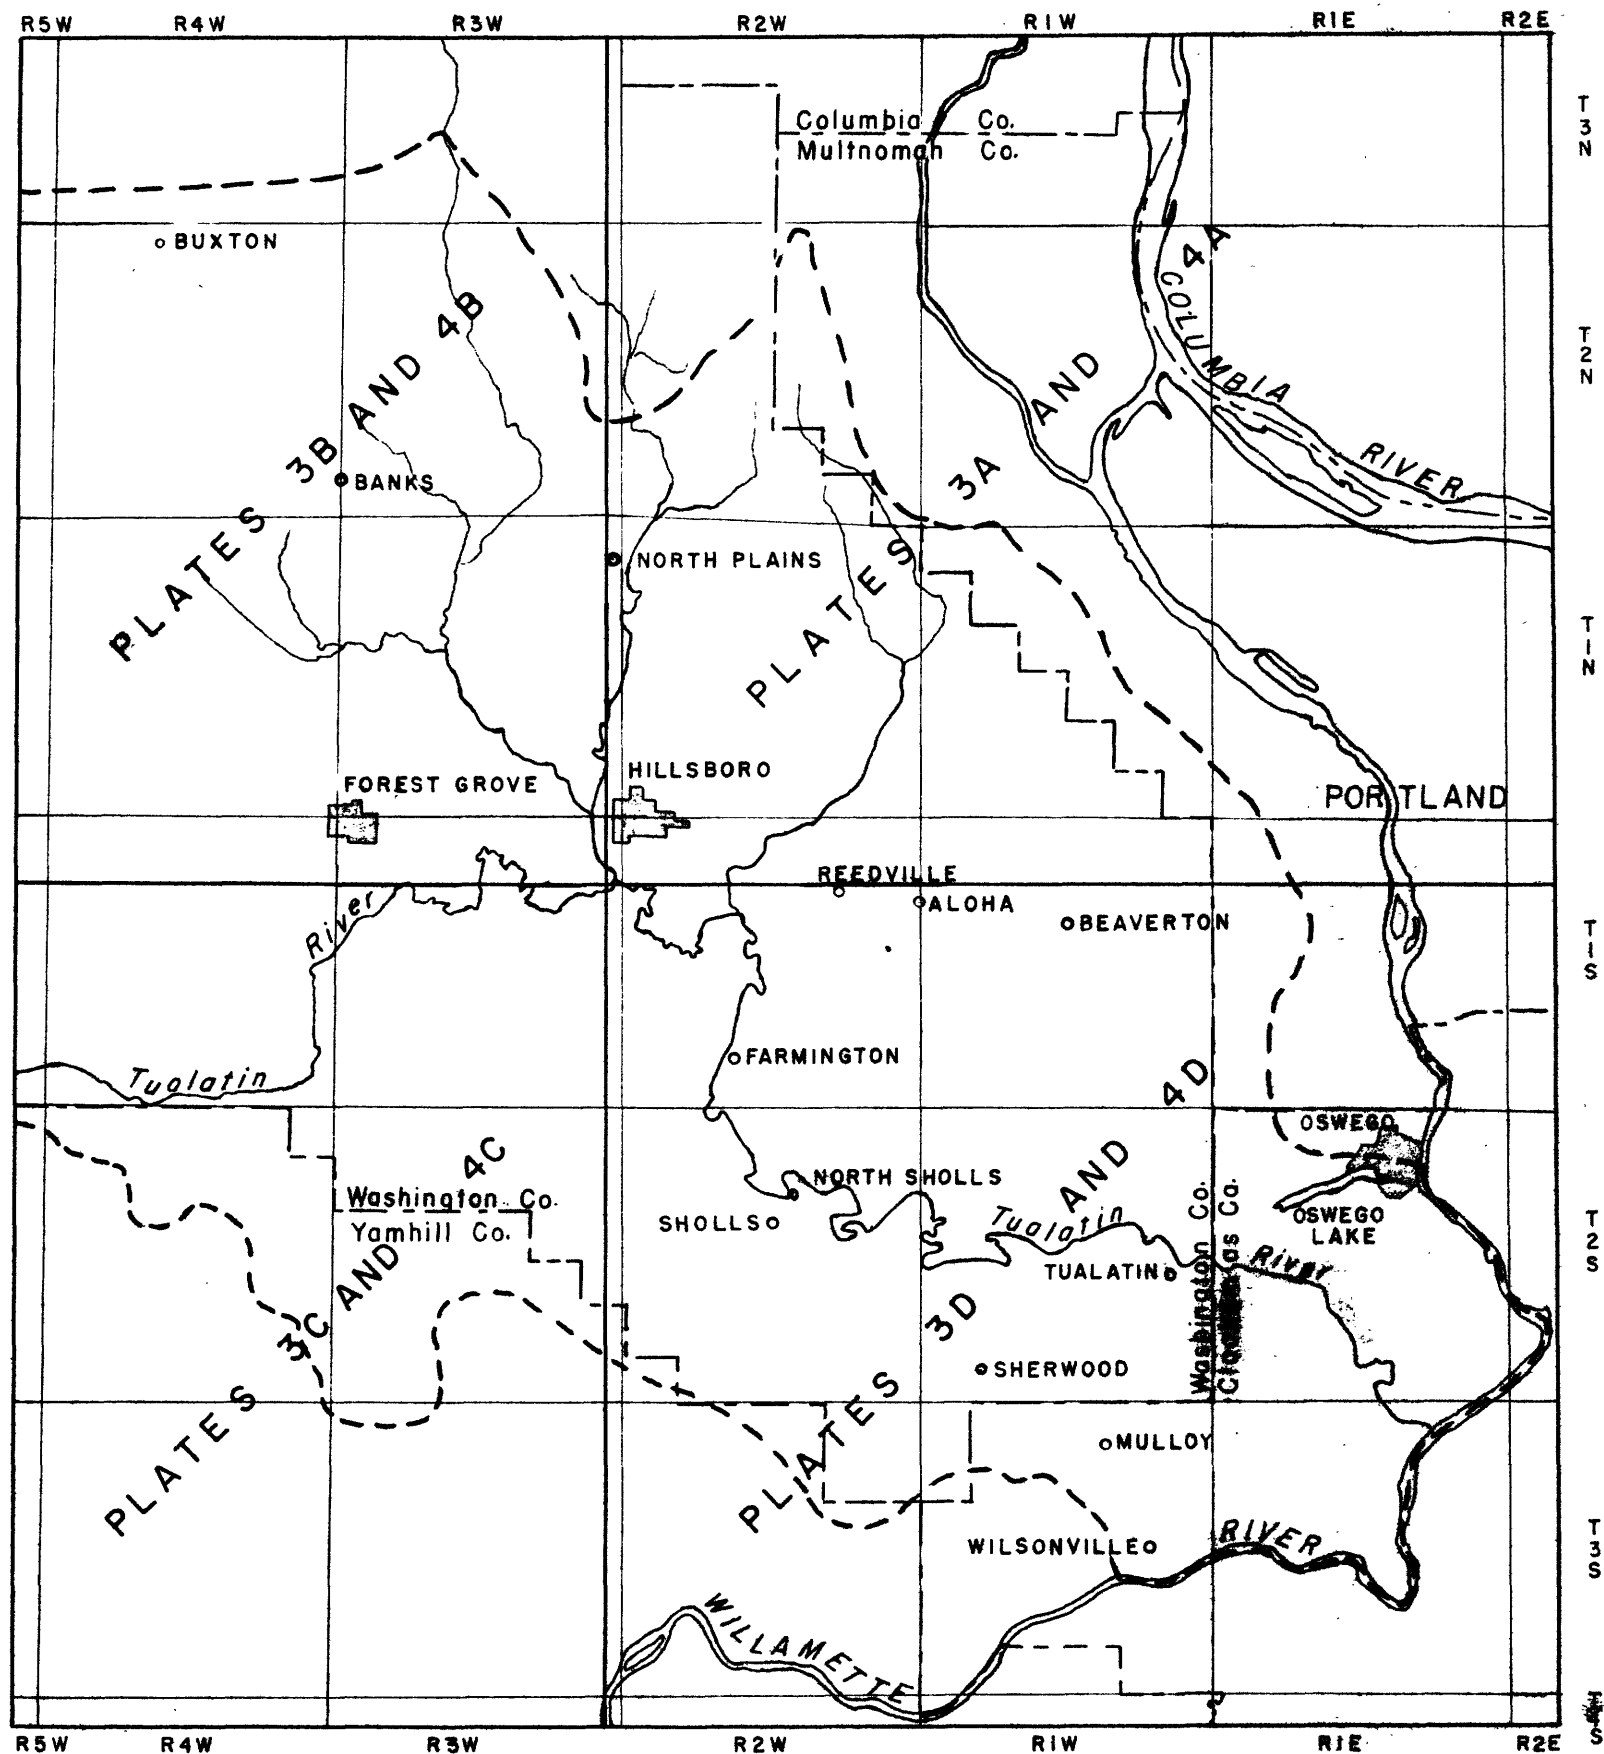 R5W R4W R3W R2W R1W R1E R2E
T3N
Columbia Co.
Multnomah Co.
BUXTON
4A
COLUMBIA RIVER
T2N
PLATES 3B AND 4B
PLATES 3A AND
BANKS
NORTH PLAINS
T1N
FOREST GROVE
HILLSBORO
PORTLAND
REEDVILLE
ALOHA
BEAVERTON
River
T1S
FARMINGTON
Tualatin
4D
OSWEGO
AND
4C
NORTH SHOLLS
Washington Co.
Yamhill Co.
SHOLLS
Tualatin
OSWEGO
LAKE
T2S
Washington Co.
TUALATIN
River
PLATES 3C AND
3D
SHERWOOD
PLATES
MULLOY
WILSONVILLE
RIVER
T3S
WILLAMETTE
R5W R4W R3W R2W R1W R1E R2E